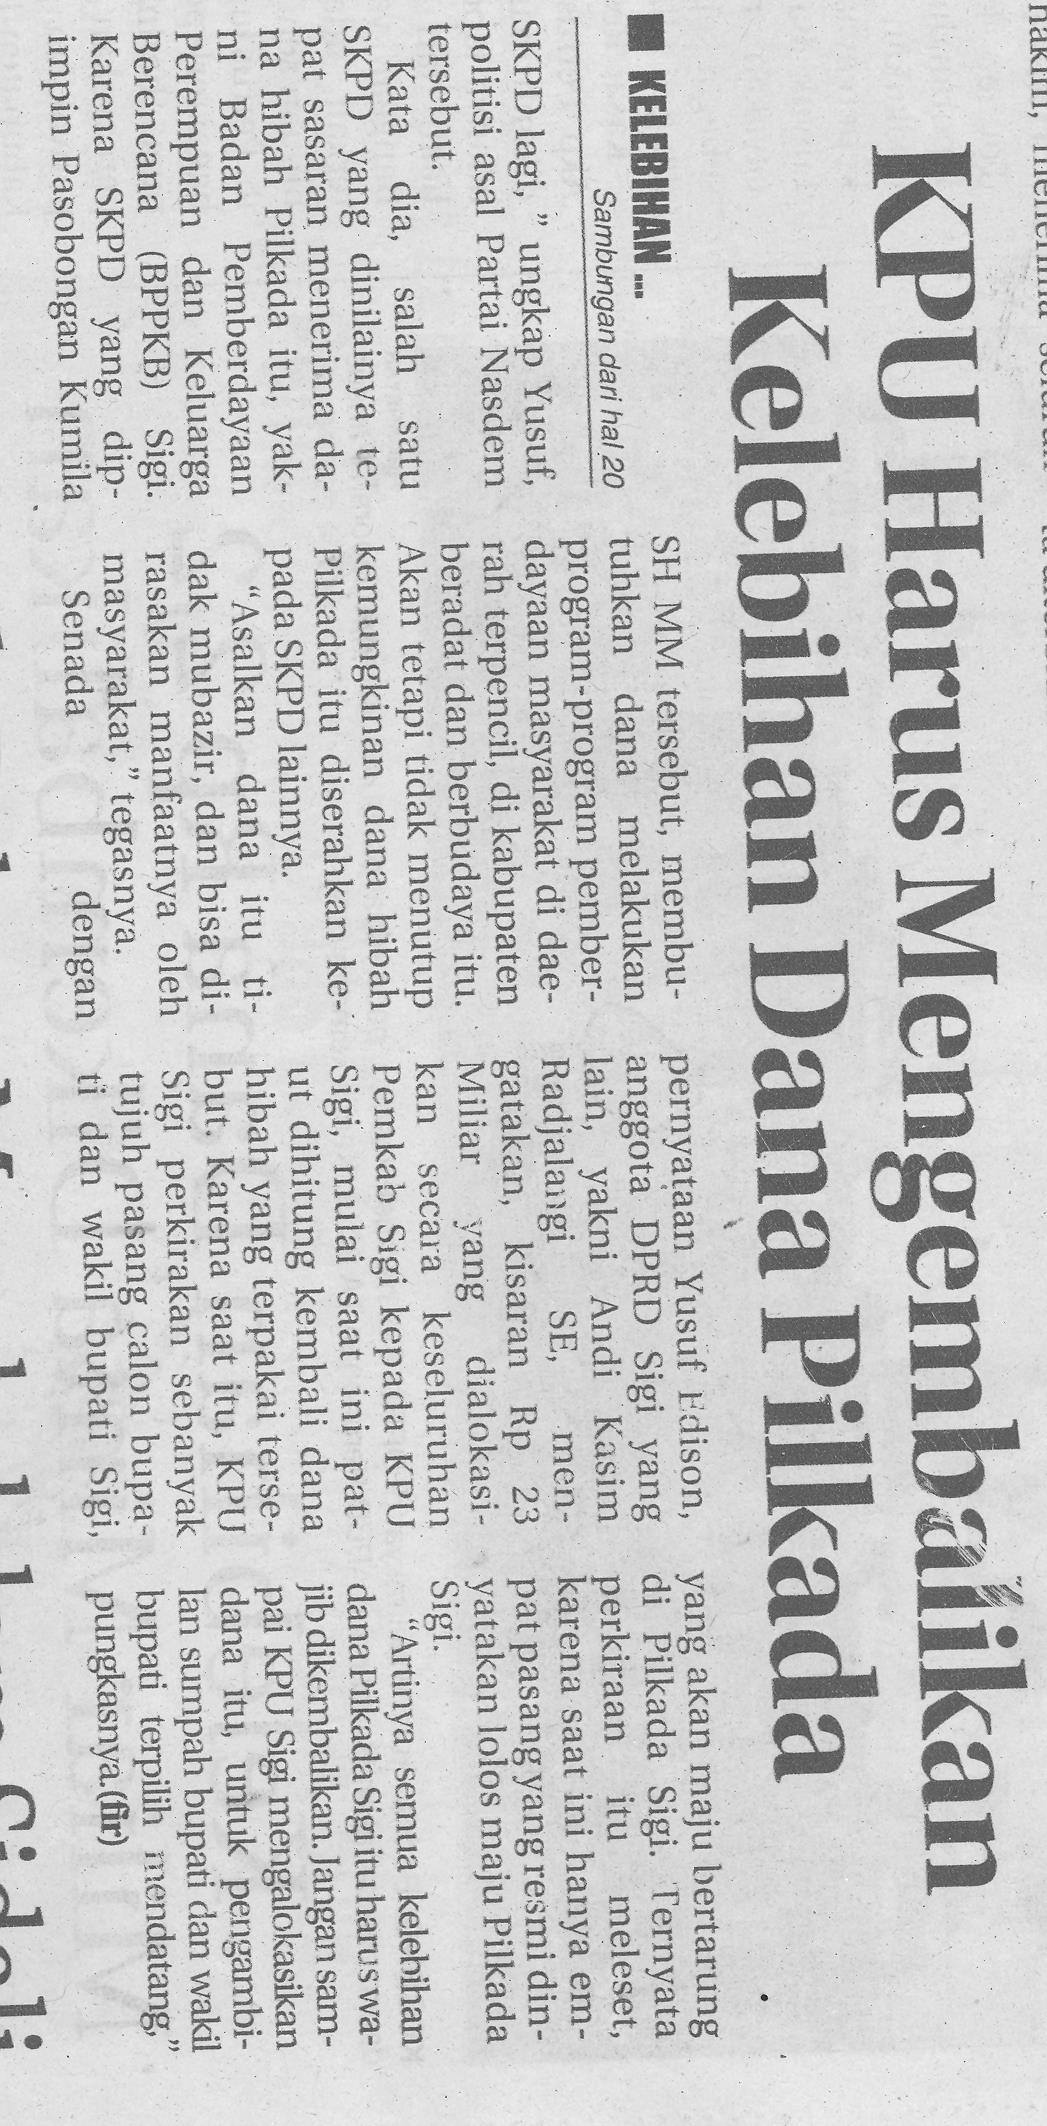 KPU Harus Mengembalikan
Kelebihan Dana Pilkada
■ KELEBIHAN ...
Sambungan dari hal 20
SKPD lagi, ” ungkap Yusuf,
politisi asal Partai Nasdem
tersebut.
Kata dia, salah satu
SKPD yang dinilainya te-
pat sasaran menerima da-
na hibah Pilkada itu, yak-
ni Badan Pemberdayaan
Perempuan dan Keluarga
Berencana (BPPKB) Sigi.
Karena SKPD yang dip-
impin Pasobongan Kumila
SH MM tersebut, membu-
tuhkan dana melakukan
program-program pember-
dayaan masyarakat di dae-
rah terpencil, di kabupaten
beradat dan berbudaya itu.
Akan tetapi tidak menutup
kemungkinan dana hibah
Pilkada itu diserahkan ke-
pada SKPD lainnya.
“Asalkan dana itu ti-
dak mubazir, dan bisa di-
rasakan manfaatnya oleh
masyarakat,” tegasnya.
Senada dengan
pernyataan Yusuf Edison,
anggota DPRD Sigi yang
lain, yakni Andi Kasim
Radjalangi SE, men-
gatakan, kisaran Rp 23
Miliar yang dialokasi-
kan secara keseluruhan
Pemkab Sigi kepada KPU
Sigi, mulai saat ini pat-
ut dihitung kembali dana
hibah yang terpakai terse-
but. Karena saat itu, KPU
Sigi perkirakan sebanyak
tujuh pasang calon bupa-
ti dan wakil bupati Sigi,
yang akan maju bertarung
di Pilkada Sigi. Ternyata
perkiraan itu meleset,
karena saat ini hanya em-
pat pasang yang resmi din-
yatakan lolos maju Pilkada
Sigi.
“Artinya semua kelebihan
dana Pilkada Sigi itu harus wa-
jib dikembalikan. Jangan sam-
pai KPU Sigi mengalokasikan
dana itu, untuk pengambi-
lan sumpah bupati dan wakil
bupati terpilih mendatang,”
pungkasnya.(fir)